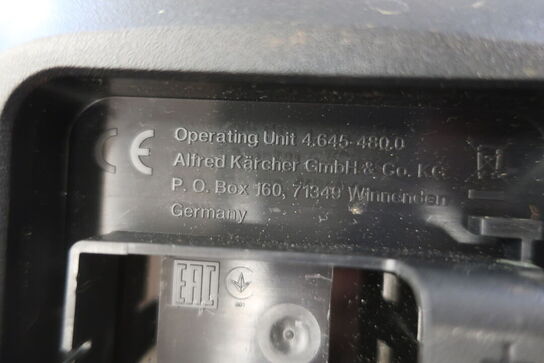 CE Operating Unit 4.645-480.0
Alfred Kärcher GmbH & Co. KG
P. O. Box 160, 71349 Winnenden
Germany
EAC